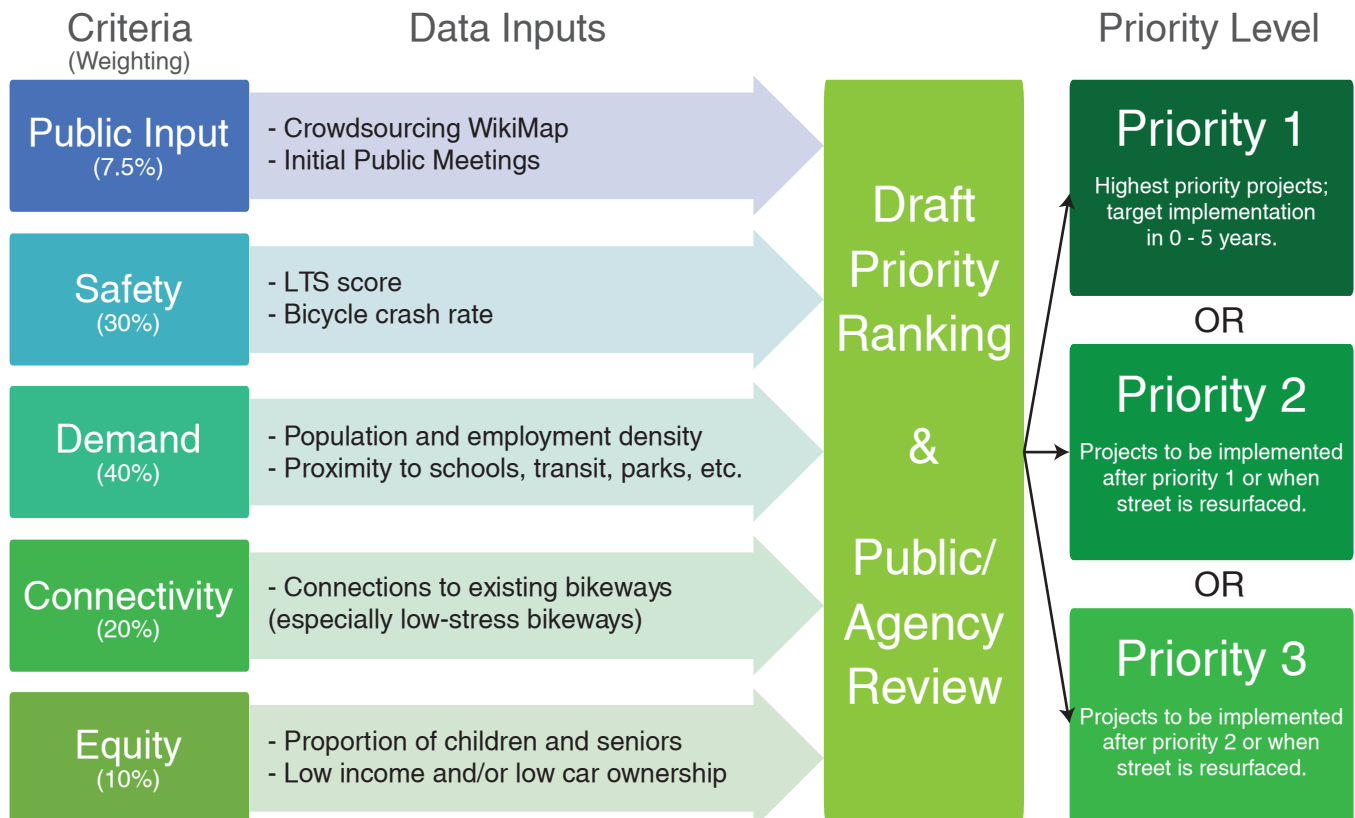 Criteria
(Weighting)
Data Inputs
Priority Level
Public Input
(7.5%)
- Crowdsourcing WikiMap
- Initial Public Meetings
Safety
(30%)
- LTS score
- Bicycle crash rate
Demand
(40%)
- Population and employment density
- Proximity to schools, transit, parks, etc.
Connectivity
(20%)
- Connections to existing bikeways
(especially low-stress bikeways)
Equity
(10%)
- Proportion of children and seniors
- Low income and/or low car ownership
Draft
Priority
Ranking
&
Public/
Agency
Review
Priority 1
Highest priority projects;
target implementation
in 0 - 5 years.
OR
Priority 2
Projects to be implemented
after priority 1 or when
street is resurfaced.
OR
Priority 3
Projects to be implemented
after priority 2 or when
street is resurfaced.